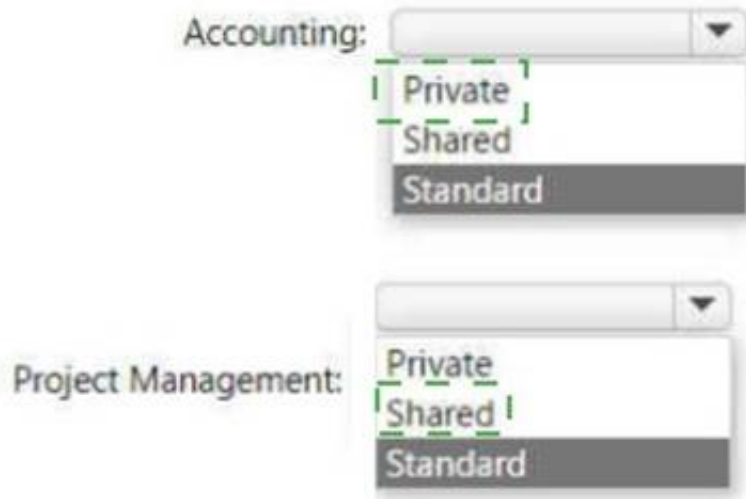 Accounting:
Private
Shared
Standard
Private
Project Management:
Shared
Standard